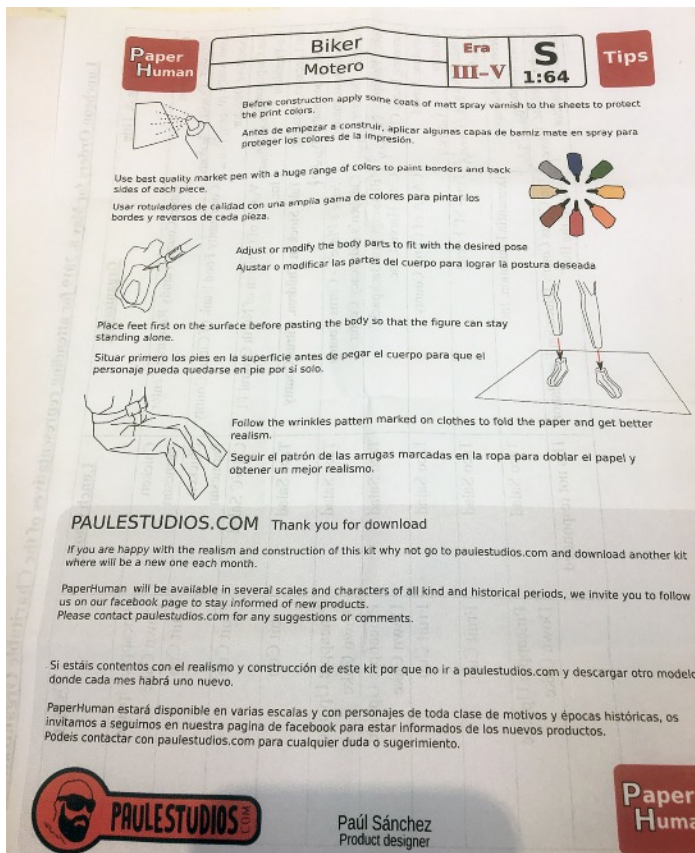 Paper
Human
Biker
Motero
Era
III-V
S
1:64
Tips
Before construction apply some coats of matt spray varnish to the sheets to protect
the print colors.
Antes de empezar a construir, aplicar algunas capas de barniz mate en spray para
proteger los colores de la impresión.
Use best quality market pen with a huge range of colors to paint borders and back
sides of each piece.
Usar rotuladores de calidad con una amplia gama de colores para pintar los
bordes y reversos de cada pieza.
Adjust or modify the body parts to fit with the desired pose
Ajustar o modificar las partes del cuerpo para lograr la postura deseada
Place feet first on the surface before pasting the body so that the figure can stay
standing alone.
Situar primero los pies en la superficie antes de pegar el cuerpo para que el
personaje pueda quedarse en pie por si solo.
Follow the wrinkles pattern marked on clothes to fold the paper and get better
realism.
Seguir el patrón de las arrugas marcadas en la ropa para doblar el papel y
obtener un mejor realismo.
PAULESTUDIOS.COM Thank you for download
If you are happy with the realism and construction of this kit why not go to paulestudios.com and download another kit
where will be a new one each month.
PaperHuman will be available in several scales and characters of all kind and historical periods, we invite you to follow
us on our facebook page to stay informed of new products.
Please contact paulestudios.com for any suggestions or comments.
Si estáis contentos con el realismo y construcción de este kit por que no ir a paulestudios.com y descargar otro modelo
donde cada mes habrá uno nuevo.
PaperHuman estará disponible en varias escalas y con personajes de toda clase de motivos y épocas históricas, os
invitamos a seguirnos en nuestra pagina de facebook para estar informados de los nuevos productos.
Podeis contactar con paulestudios.com para cualquier duda o sugerimiento.
PAULESTUDIOS.COM
Paúl Sánchez
Product designer
Paper
Huma